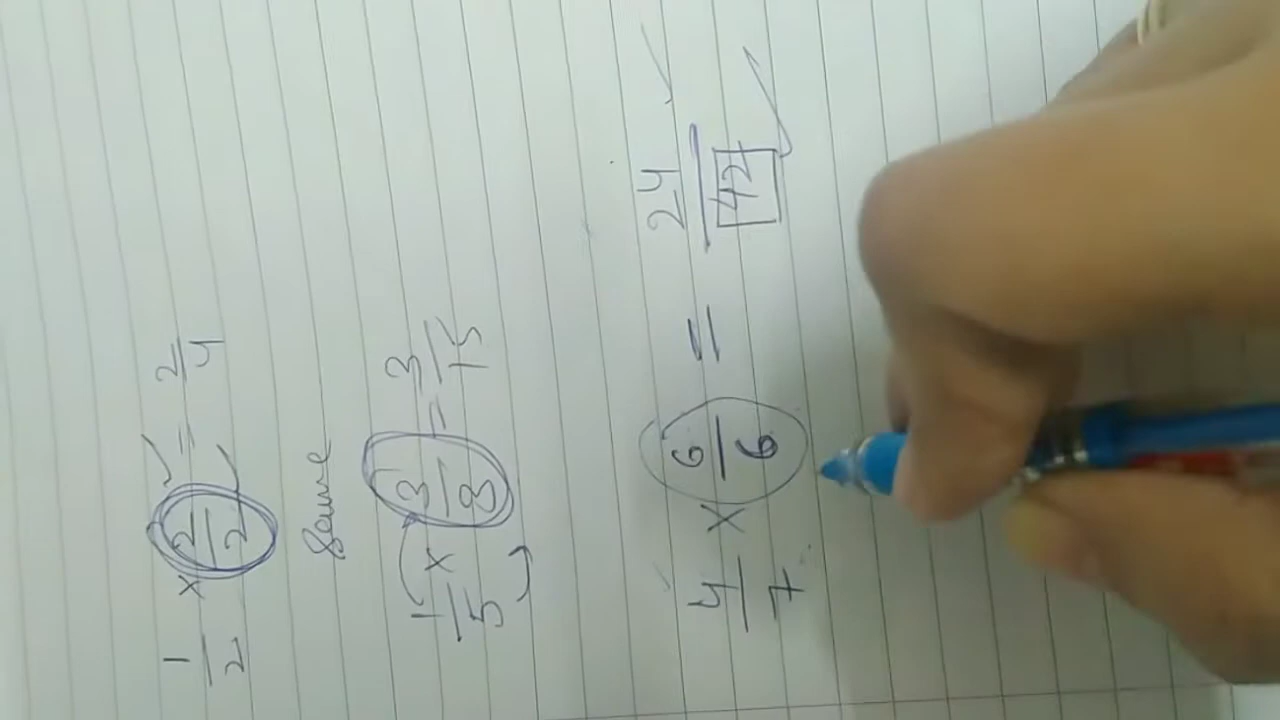 1/2 × 2/2 = 2/4
Same
1/5 × 3/3 = 3/15
4/7 × 6/6 = 24/42